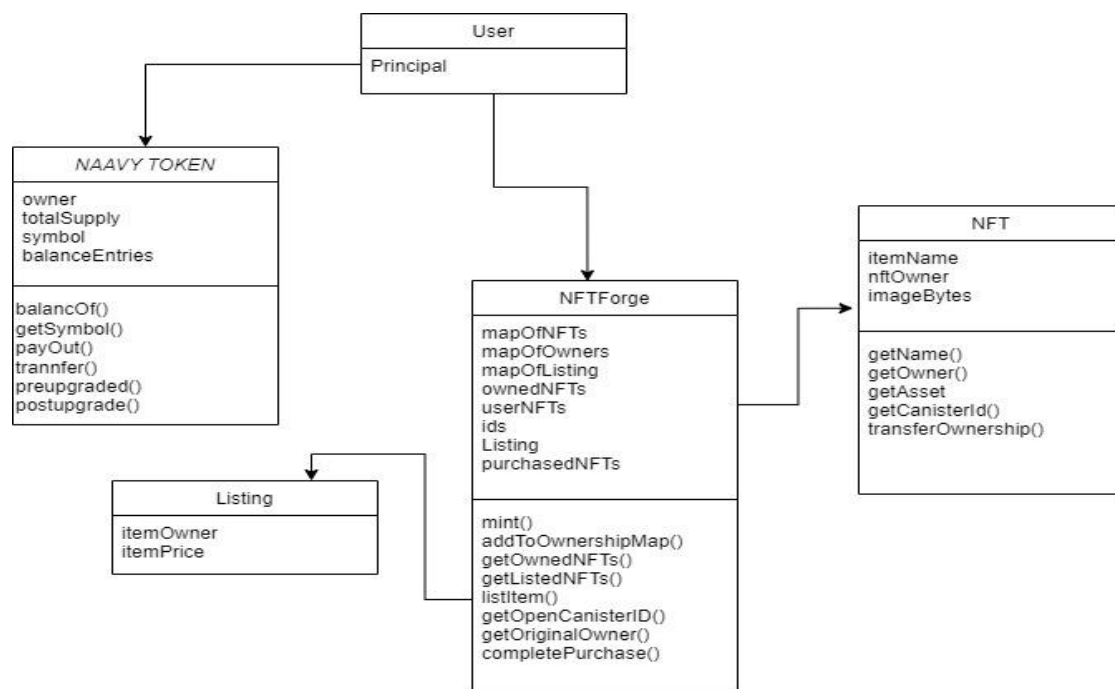 User
Principal
NAAVY TOKEN
owner
totalSupply
symbol
balanceEntries
balancOf()
getSymbol()
payOut()
trannfer()
preupgraded()
postupgrade()
NFT
itemName
nftOwner
imageBytes
getName()
getOwner()
getAsset
getCanisterId()
transferOwnership()
NFTForge
mapOfNFTs
mapOfOwners
mapOfListing
ownedNFTs
userNFTs
ids
Listing
purchasedNFTs
mint()
addToOwnershipMap()
getOwnedNFTs()
getListedNFTs()
listItem()
getOpenCanisterID()
getOriginalOwner()
completePurchase()
Listing
itemOwner
itemPrice